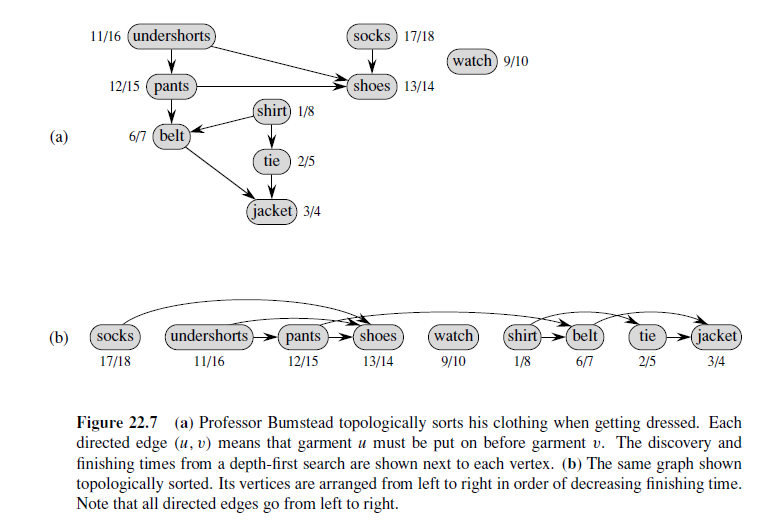 11/16 undershorts socks 17/18
watch 9/10
12/15 pants shoes 13/14
shirt 1/8
(a) 6/7 belt
tie 2/5
jacket 3/4
(b) socks undershorts pants shoes watch shirt belt tie jacket
17/18 11/16 12/15 13/14 9/10 1/8 6/7 2/5 3/4
Figure 22.7 (a) Professor Bumstead topologically sorts his clothing when getting dressed. Each
directed edge (u, v) means that garment u must be put on before garment v. The discovery and
finishing times from a depth-first search are shown next to each vertex. (b) The same graph shown
topologically sorted. Its vertices are arranged from left to right in order of decreasing finishing time.
Note that all directed edges go from left to right.